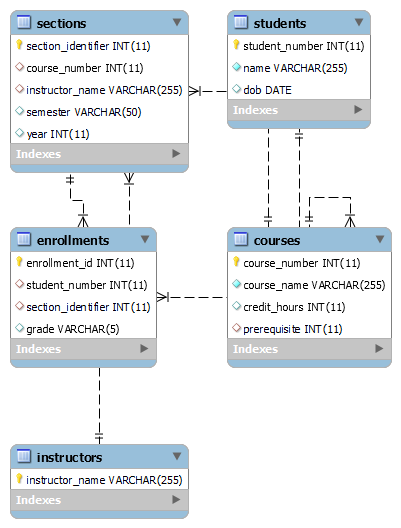 sections
section_identifier INT(11)
course_number INT(11)
instructor_name VARCHAR(255)
semester VARCHAR(50)
year INT(11)
Indexes
students
student_number INT(11)
name VARCHAR(255)
dob DATE
Indexes
enrollments
enrollment_id INT(11)
student_number INT(11)
section_identifier INT(11)
grade VARCHAR(5)
Indexes
courses
course_number INT(11)
course_name VARCHAR(255)
credit_hours INT(11)
prerequisite INT(11)
Indexes
instructors
instructor_name VARCHAR(255)
Indexes